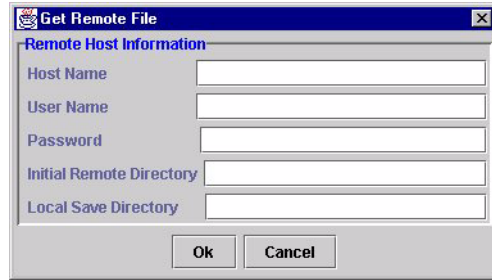 Get Remote File
Remote Host Information
Host Name
User Name
Password
Initial Remote Directory
Local Save Directory
Ok Cancel